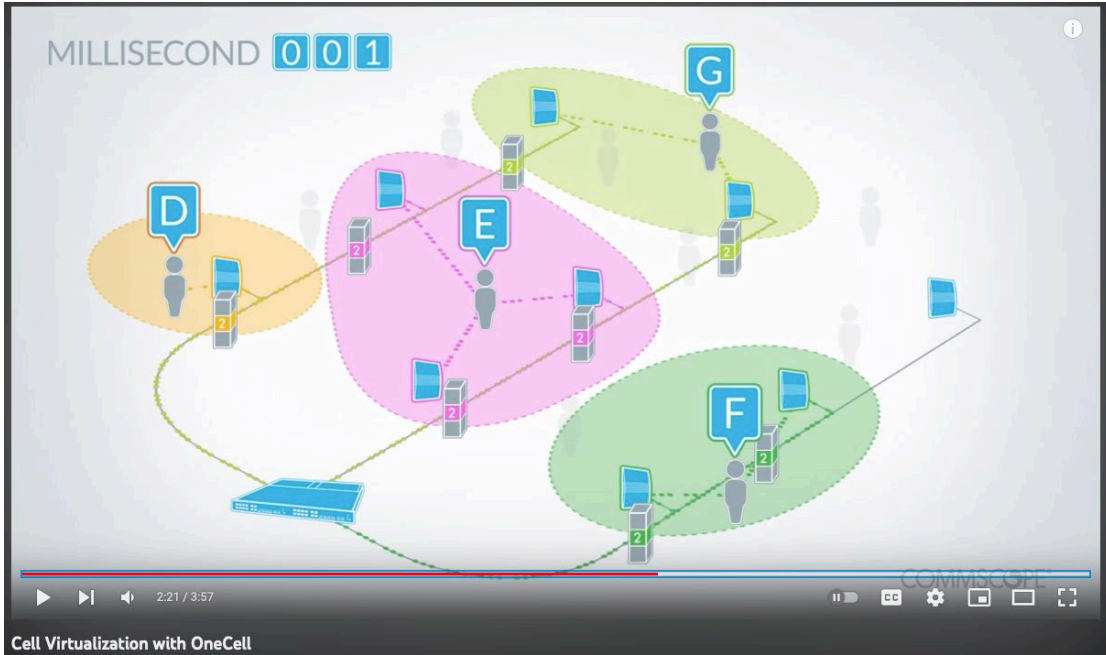 MILLISECOND 001
G
D
E
2
2
2
2
2
F
2
2
2
COMMSCOPE
2:21 / 3:57
CC
Cell Virtualization with OneCell